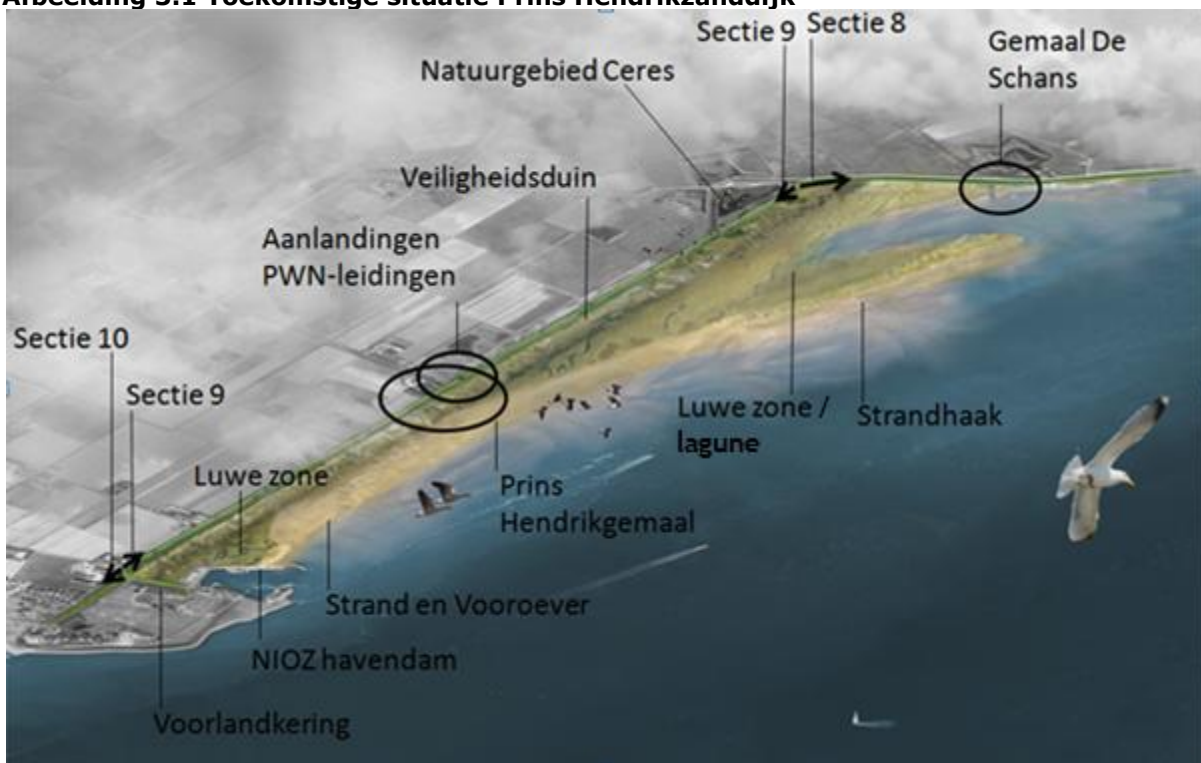 Afbeelding 3.1 Toekomstige situatie Prins Hendrikzanddijk
Sectie 9
Sectie 8
Gemaal De
Schans
Natuurgebied Ceres
Veiligheidsduin
Aanlandingen
PWN-leidingen
Sectie 10
Sectie 9
Luwe zone /
lagune
Strandhaak
Luwe zone
Prins
Hendrikgemaal
Strand en Vooroever
NIOZ havendam
Voorlandkering